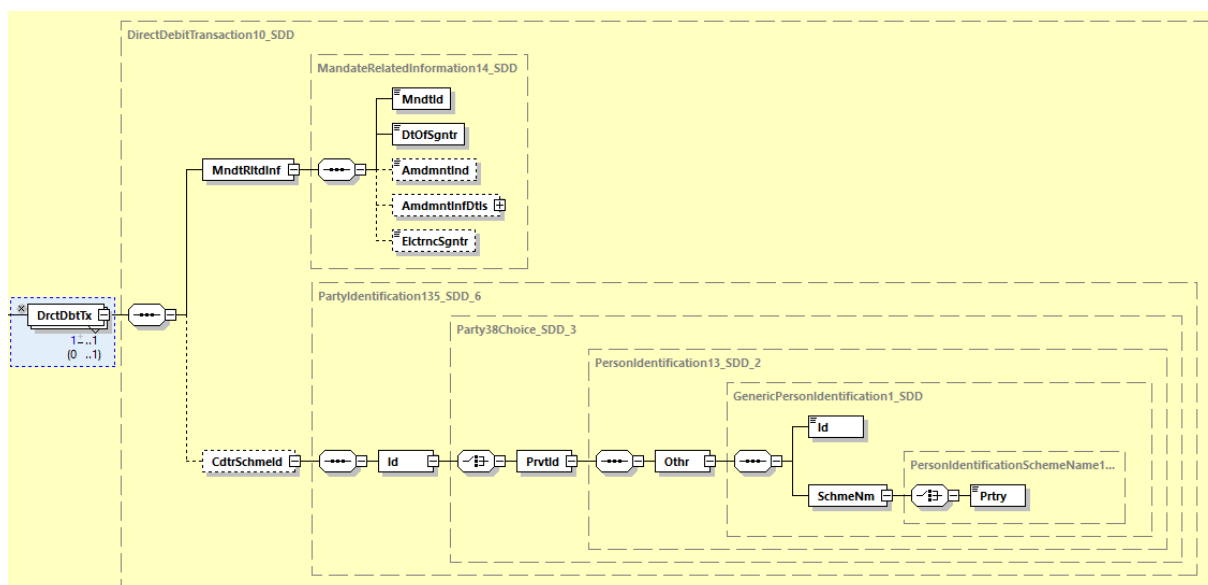 DirectDebitTransaction10_SDD
MandateRelatedInformation14_SDD
MndtId
DtOfSgntr
MndtRltdInf
AmdmntInd
AmdmntInfDtls
ElctrncSgntr
PartyIdentification135_SDD_6
DrctDbtTx
Party38Choice_SDD_3
1-..1
(0 ..1)
PersonIdentification13_SDD_2
GenericPersonIdentification1_SDD
Id
CdtrSchmeId
Id
PrvtId
Othr
PersonIdentificationSchemeName1...
SchmeNm
Prtry